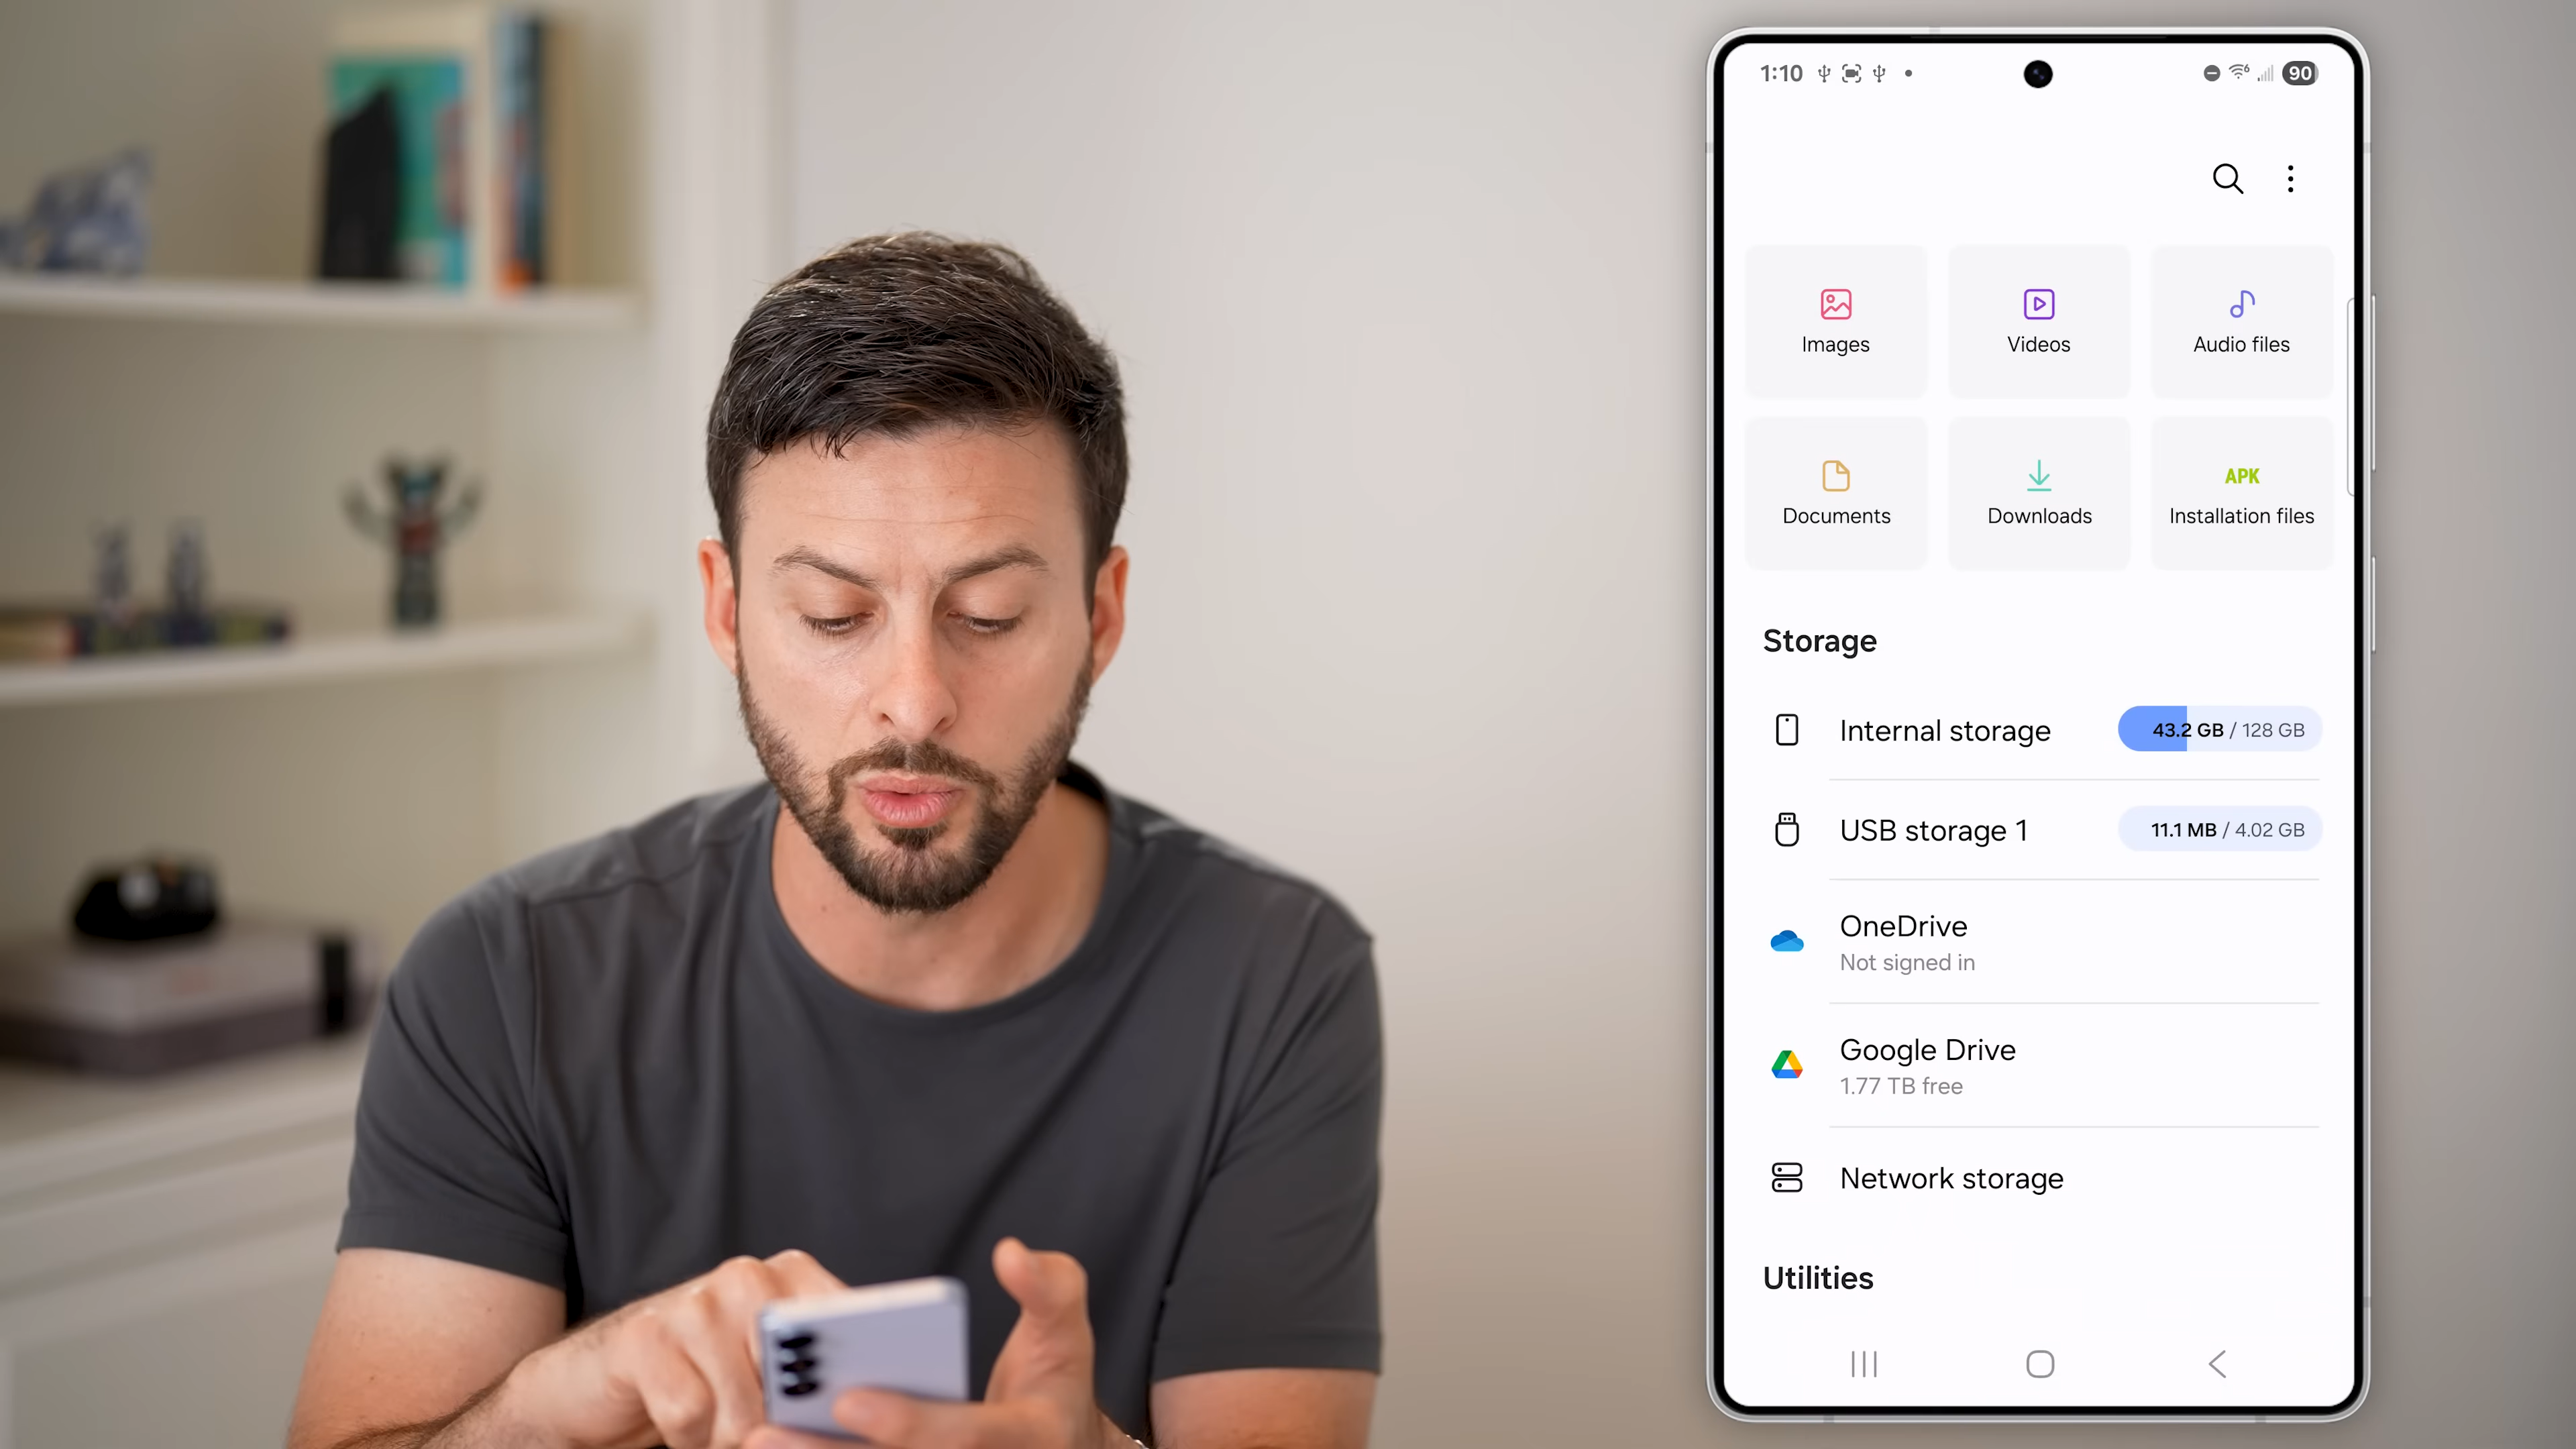 1:10
90
Images
Videos
Audio files
Documents
Downloads
APK
Installation files
Storage
Internal storage
43.2 GB / 128 GB
USB storage 1
11.1 MB / 4.02 GB
OneDrive
Not signed in
Google Drive
1.77 TB free
Network storage
Utilities